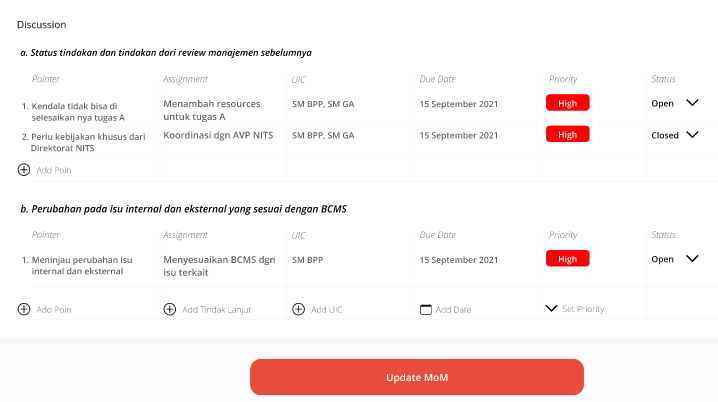 Discussion
a. Status tindakan dan tindakan dari review manajemen sebelumnya
Pointer Assignment UIC Due Date Priority Status
1. Kendala tidak bisa di Menambah resources SM BPP, SM GA 15 September 2021 High Open
selesaikan nya tugas A untuk tugas A
2. Perlu kebijakan khusus dari Koordinasi dgn AVP NITS SM BPP, SM GA 15 September 2021 High Closed
Direktorat NITS
Add Poin
b. Perubahan pada isu internal dan eksternal yang sesuai dengan BCMS
Pointer Assignment UIC Due Date Priority Status
1. Meninjau perubahan isu Menyesuaikan BCMS dgn SM BPP 15 September 2021 High Open
internal dan eksternal isu terkait
Add Poin Add Tindak Lanjut Add UIC Add Date Set Priority
Update MoM